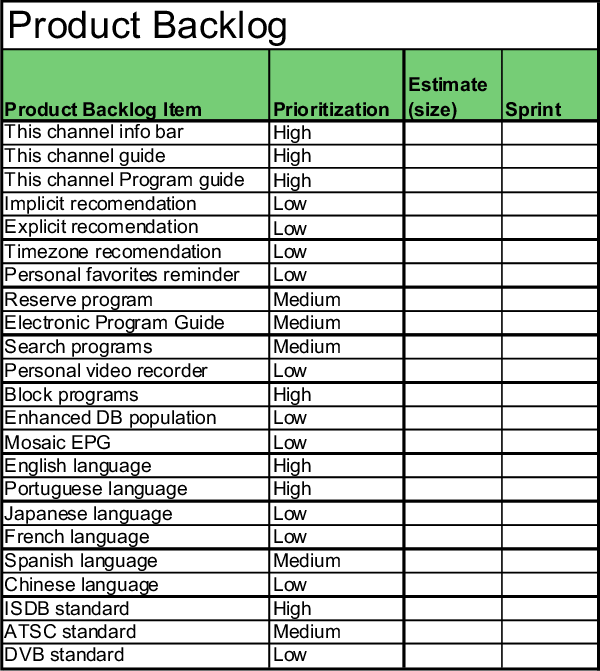 Product Backlog
Product Backlog Item Prioritization Estimate (size) Sprint
This channel info bar High
This channel guide High
This channel Program guide High
Implicit recomendation Low
Explicit recomendation Low
Timezone recomendation Low
Personal favorites reminder Low
Reserve program Medium
Electronic Program Guide Medium
Search programs Medium
Personal video recorder Low
Block programs High
Enhanced DB population Low
Mosaic EPG Low
English language High
Portuguese language High
Japanese language Low
French language Low
Spanish language Medium
Chinese language Low
ISDB standard High
ATSC standard Medium
DVB standard Low